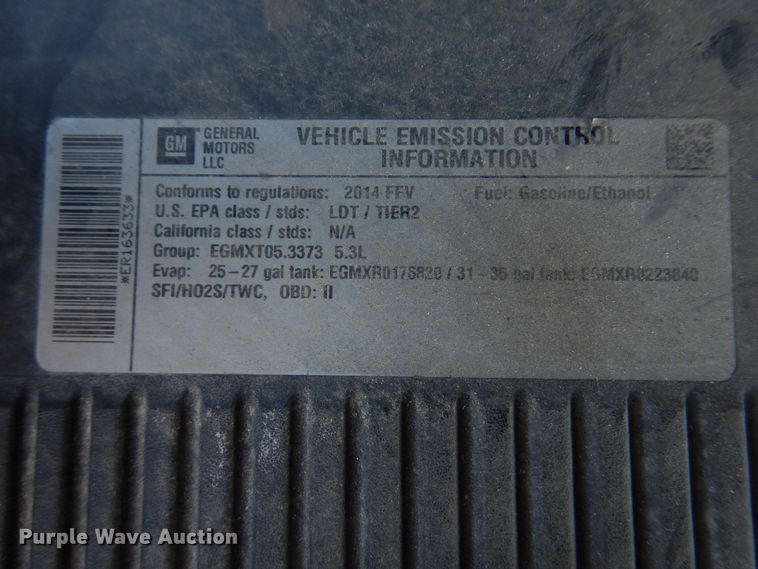 GM
GENERAL
MOTORS
LLC
VEHICLE EMISSION CONTROL
INFORMATION
*ER163633*
Conforms to regulations: 2014 FFV Fuel: Gasoline/Ethanol
U.S. EPA class / stds: LDT / TIER2
California class / stds: N/A
Group: EGMXT05.3373 5.3L
Evap: 25-27 gal tank: EGMXR0176820 / 31-35 gal tank: EGMXR0223840
SFI/HO2S/TWC, OBD: II
Purple Wave Auction